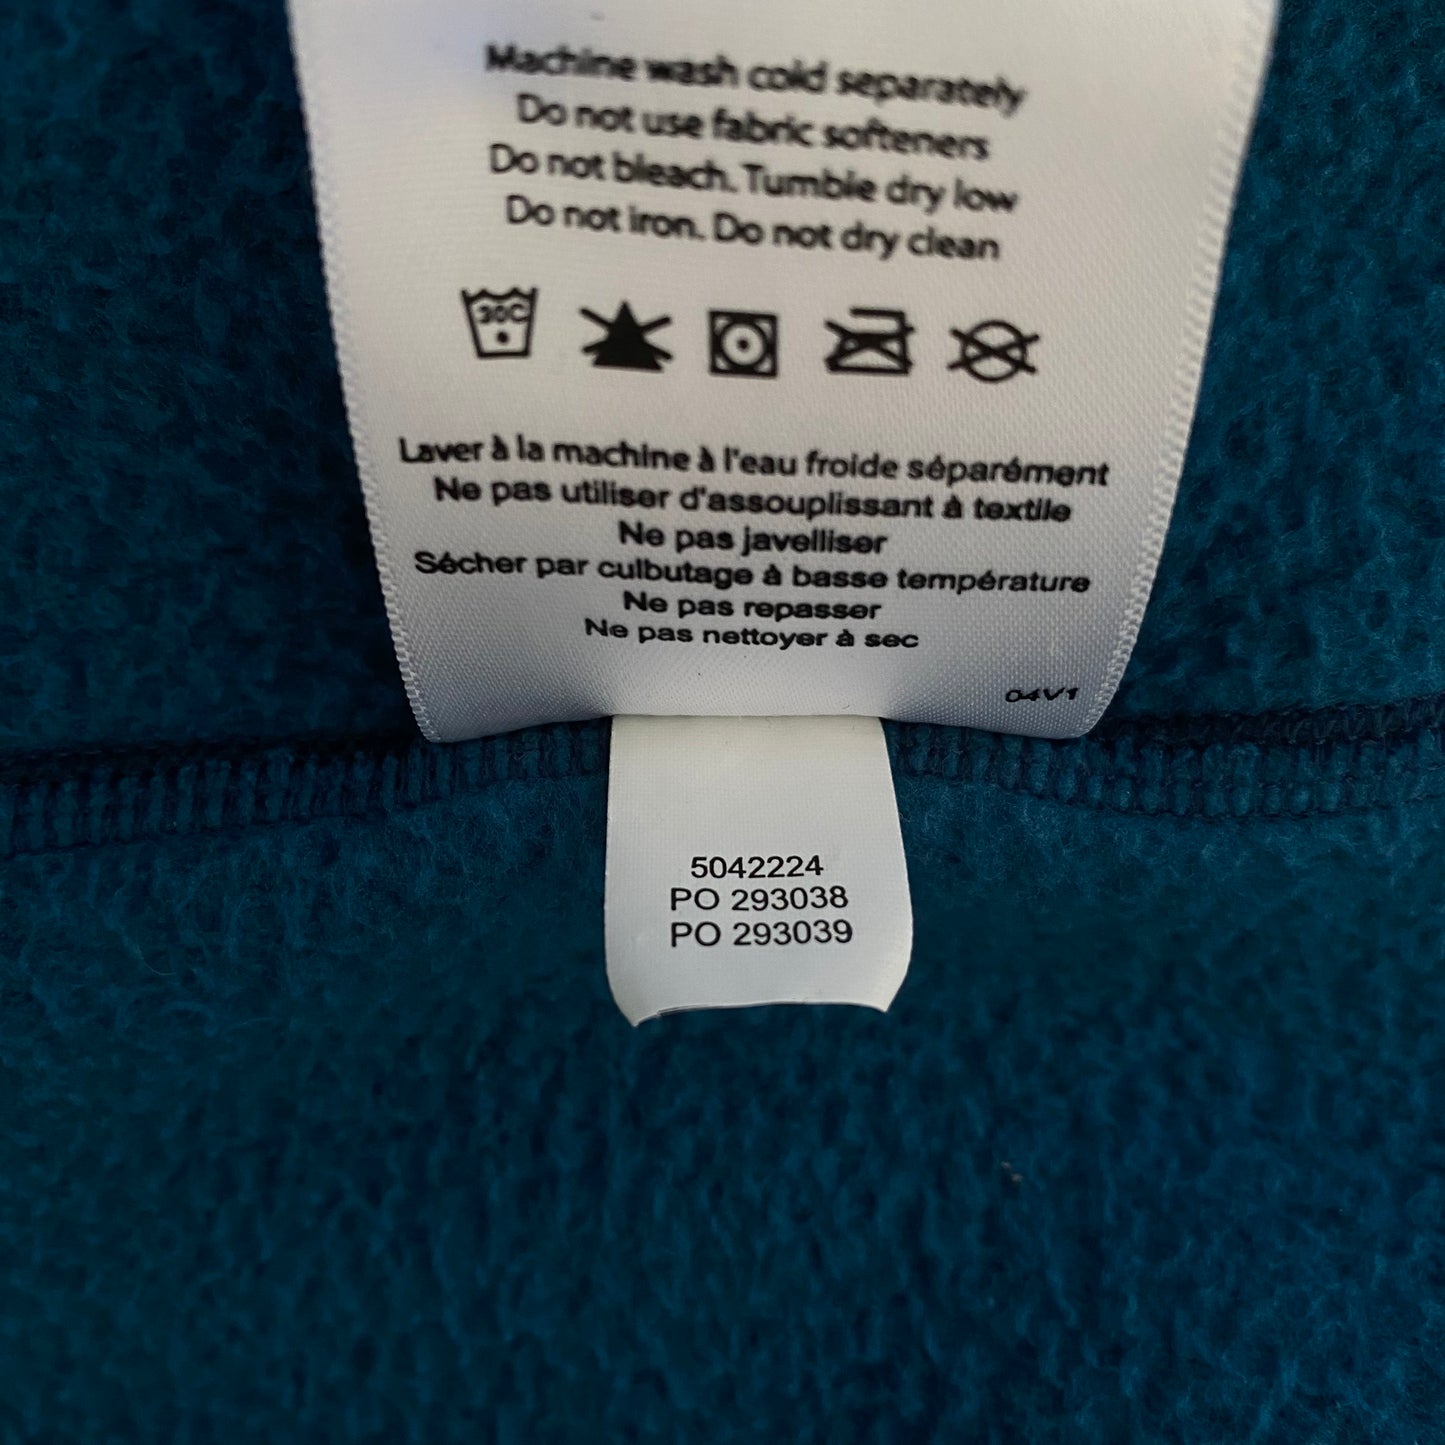 Machine wash cold separately
Do not use fabric softeners
Do not bleach. Tumble dry low
Do not iron. Do not dry clean
30C
Laver à la machine à l'eau froide séparément
Ne pas utiliser d'assouplissant à textile
Ne pas javelliser
Sécher par culbutage à basse température
Ne pas repasser
Ne pas nettoyer à sec
04V1
5042224
PO 293038
PO 293039